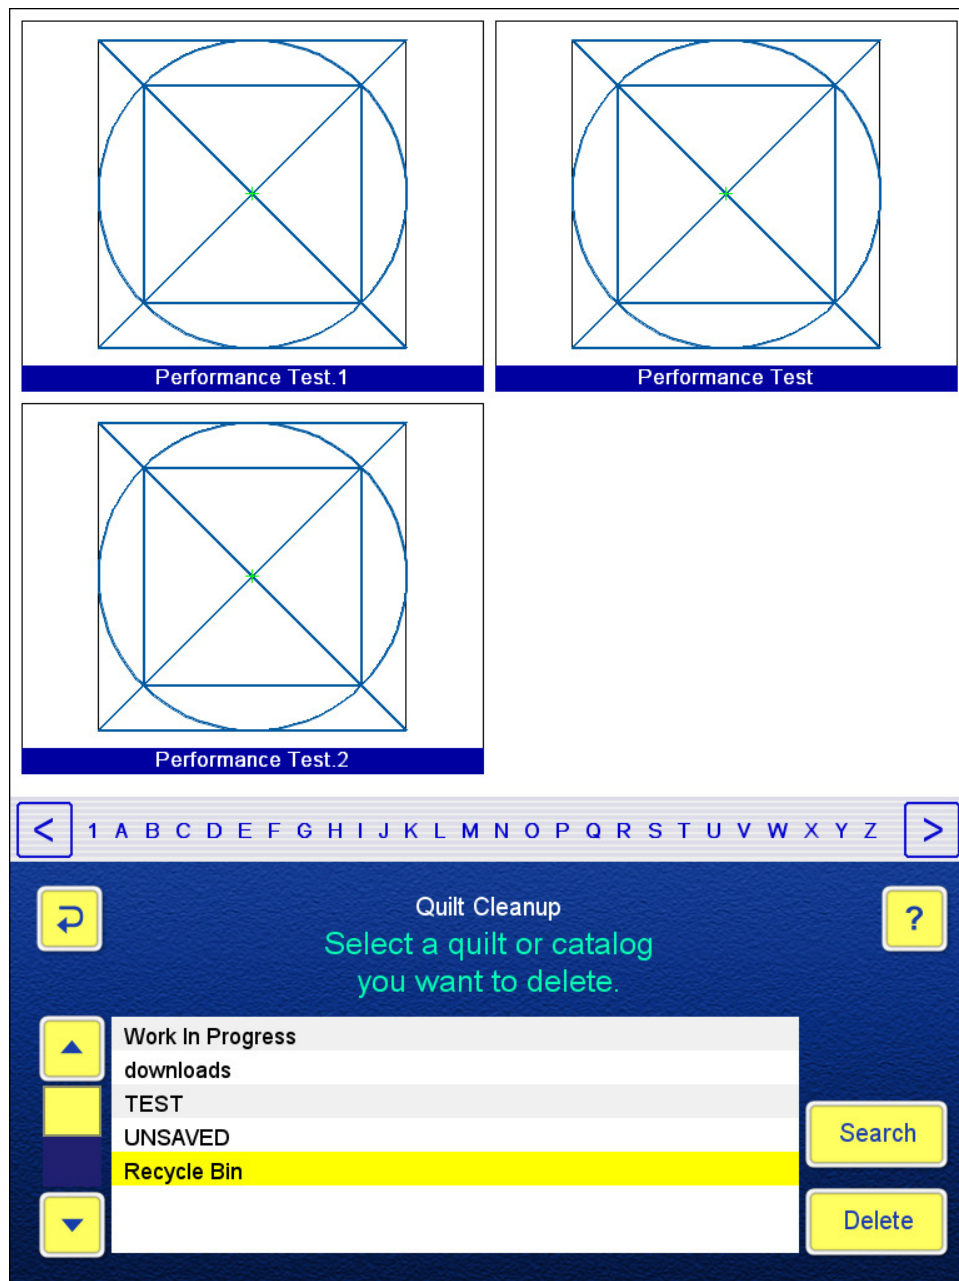 Performance Test.1
Performance Test
Performance Test.2
< 1 A B C D E F G H I J K L M N O P Q R S T U V W X Y Z >
Quilt Cleanup
?
Select a quilt or catalog
you want to delete.
Work In Progress
downloads
TEST
UNSAVED
Recycle Bin
Search
Delete